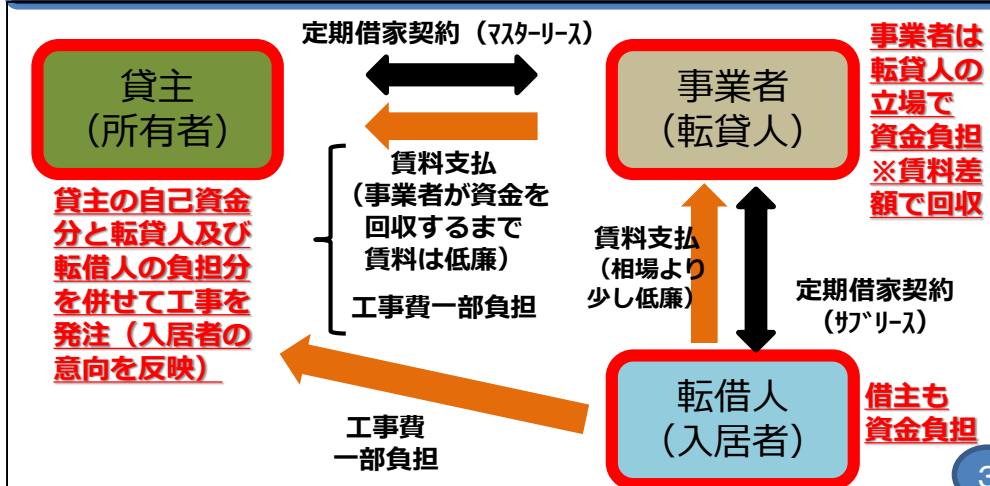 定期借家契約（ﾏｽﾀｰﾘｰｽ）
貸主
（所有者）
事業者
（転貸人）
事業者は
転貸人の
立場で
資金負担
※賃料差
額で回収
賃料支払
（事業者が資金を
回収するまで
賃料は低廉）
工事費一部負担
貸主の自己資金
分と転貸人及び
転借人の負担分
を併せて工事を
発注（入居者の
意向を反映）
賃料支払
（相場より
少し低廉）
定期借家契約
（ｻﾌﾞﾘｰｽ）
転借人
（入居者）
借主も
資金負担
工事費
一部負担
3